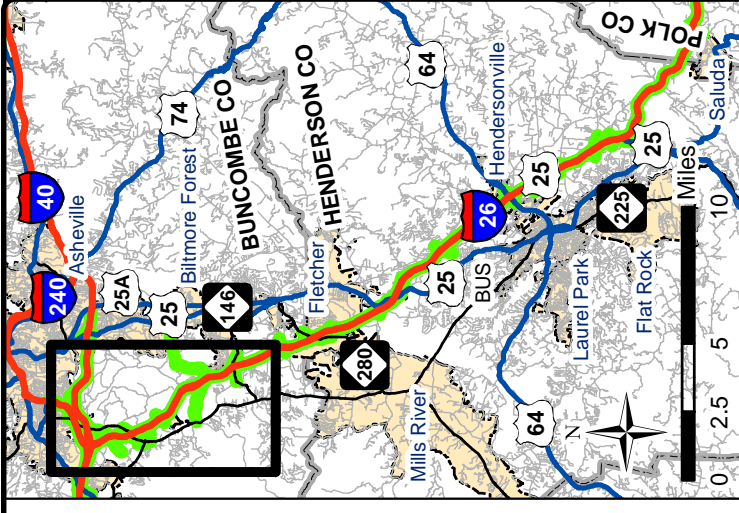 40
240
Asheville
74
25A
Biltmore Forest
25
BUNCOMBE CO
146
HENDERSON CO
Fletcher
64
POLK CO
Hendersonville
26
25
Saluda
25
25
BUS
280
225
Mills River
Laurel Park
Flat Rock
64
N
0 2.5 5 10
Miles